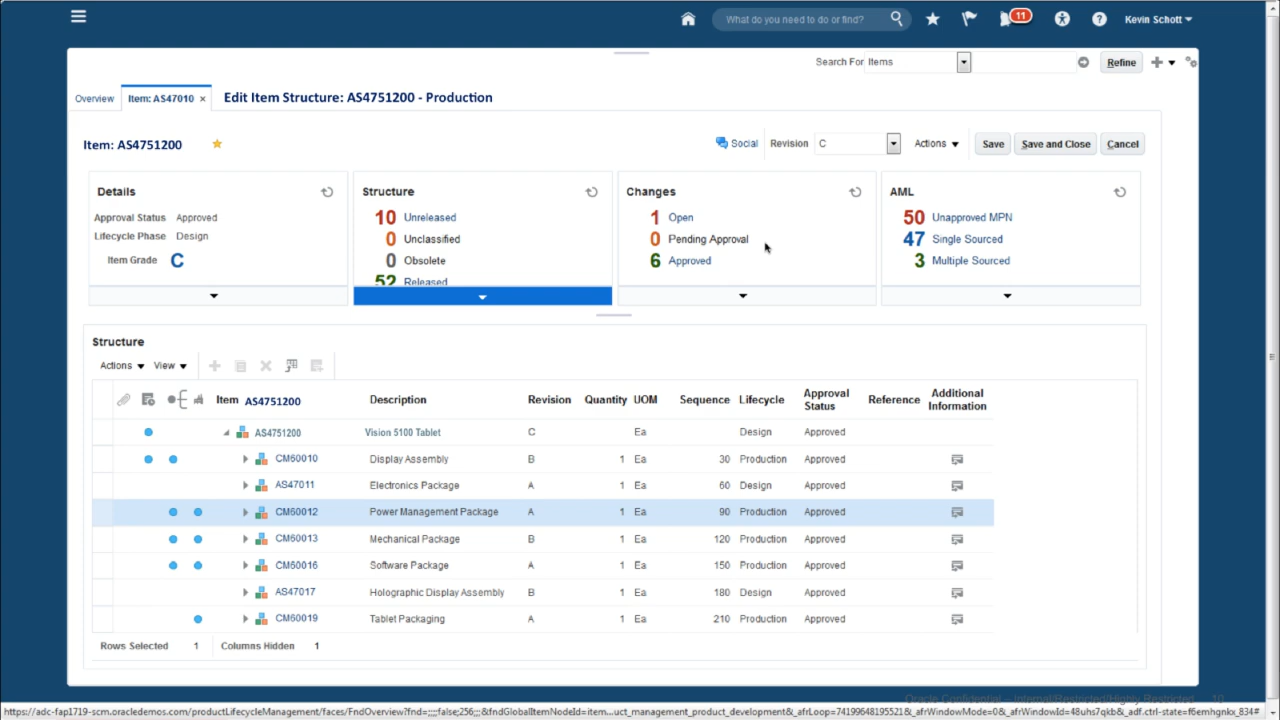 What do you need to do or find?
11
Kevin Schott
Search For Items
Refine
Overview
Item: AS47010 ×
Edit Item Structure: AS4751200 - Production
Item: AS4751200
Social
Revision C
Actions
Save
Save and Close
Cancel
Details
Approval Status Approved
Lifecycle Phase Design
Item Grade C
Structure
10 Unreleased
0 Unclassified
0 Obsolete
52 Released
Changes
1 Open
0 Pending Approval
6 Approved
AML
50 Unapproved MPN
47 Single Sourced
3 Multiple Sourced
Structure
Actions View
Item AS4751200 Description Revision Quantity UOM Sequence Lifecycle Approval Status Reference Additional Information
AS4751200 Vision 5100 Tablet C Ea Design Approved
CM60010 Display Assembly B 1 Ea 30 Production Approved
AS47011 Electronics Package A 1 Ea 60 Design Approved
CM60012 Power Management Package A 1 Ea 90 Production Approved
CM60013 Mechanical Package B 1 Ea 120 Production Approved
CM60016 Software Package A 1 Ea 150 Production Approved
AS47017 Holographic Display Assembly B 1 Ea 180 Design Approved
CM60019 Tablet Packaging A 1 Ea 210 Production Approved
Rows Selected 1 Columns Hidden 1
Oracle Confidential – Internal/Restricted/Highly Restricted 10